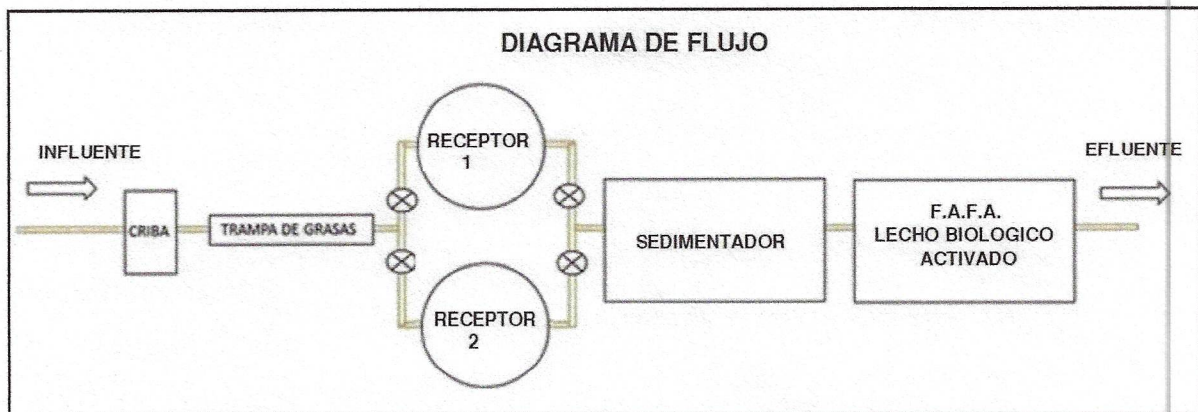 DIAGRAMA DE FLUJO
INFLUENTE
CRIBA
TRAMPA DE GRASAS
RECEPTOR
1
RECEPTOR
2
SEDIMENTADOR
F.A.F.A.
LECHO BIOLOGICO
ACTIVADO
EFLUENTE